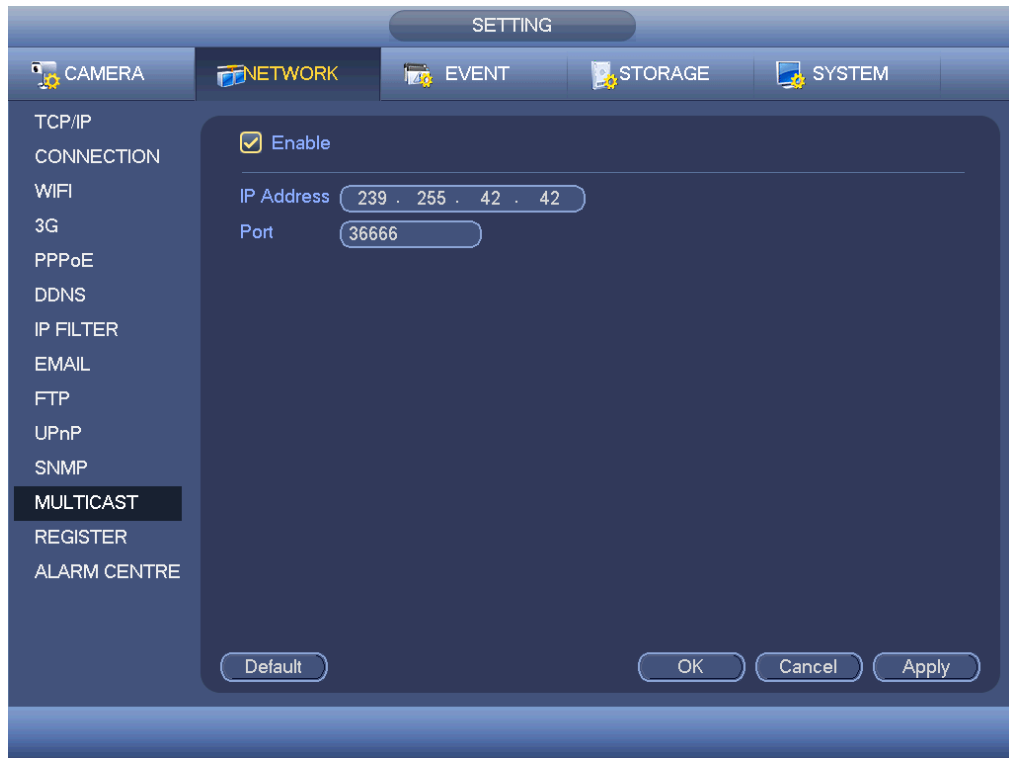 SETTING
CAMERA NETWORK EVENT STORAGE SYSTEM
TCP/IP
CONNECTION
WIFI
3G
PPPoE
DDNS
IP FILTER
EMAIL
FTP
UPnP
SNMP
MULTICAST
REGISTER
ALARM CENTRE
Enable
IP Address 239 . 255 . 42 . 42
Port 36666
Default OK Cancel Apply